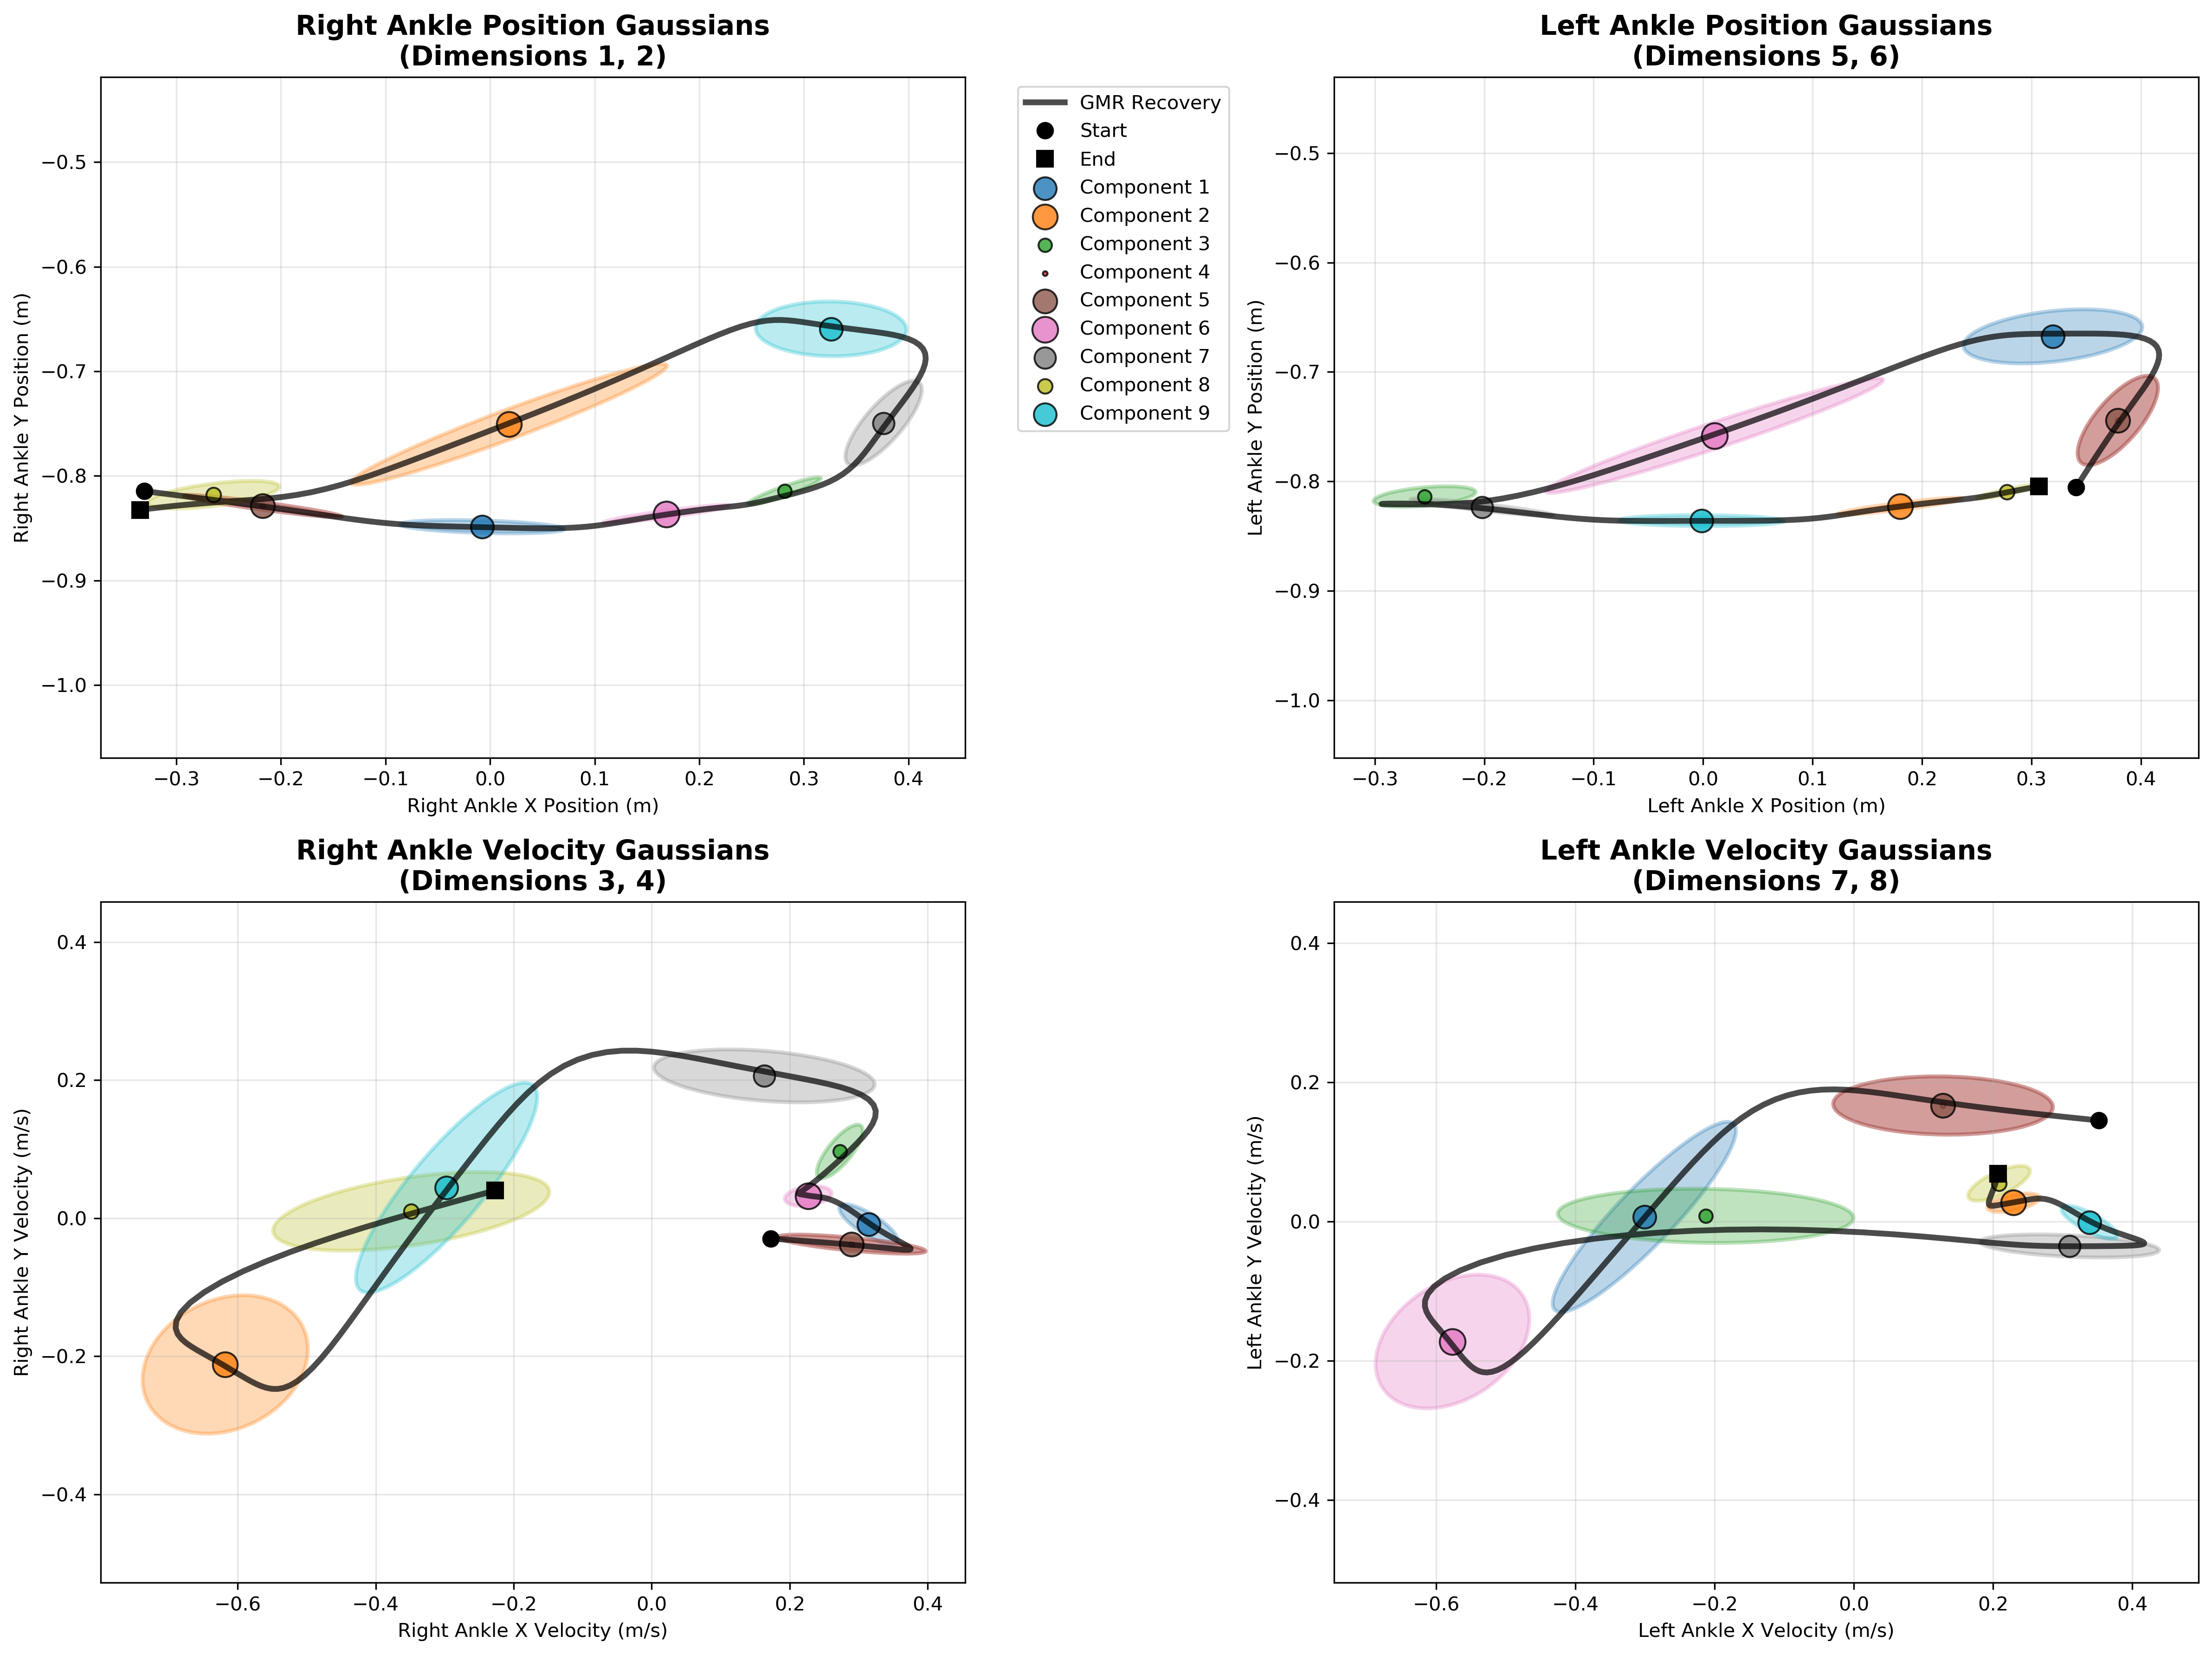 Right Ankle Position Gaussians
(Dimensions 1, 2)
−0.5
−0.6
−0.7
−0.8
−0.9
−1.0
Right Ankle Y Position (m)
−0.3 −0.2 −0.1 0.0 0.1 0.2 0.3 0.4
Right Ankle X Position (m)
GMR Recovery
Start
End
Component 1
Component 2
Component 3
Component 4
Component 5
Component 6
Component 7
Component 8
Component 9
Left Ankle Position Gaussians
(Dimensions 5, 6)
−0.5
−0.6
−0.7
−0.8
−0.9
−1.0
Left Ankle Y Position (m)
−0.3 −0.2 −0.1 0.0 0.1 0.2 0.3 0.4
Left Ankle X Position (m)
Right Ankle Velocity Gaussians
(Dimensions 3, 4)
0.4
0.2
0.0
−0.2
−0.4
Right Ankle Y Velocity (m/s)
−0.6 −0.4 −0.2 0.0 0.2 0.4
Right Ankle X Velocity (m/s)
Left Ankle Velocity Gaussians
(Dimensions 7, 8)
0.4
0.2
0.0
−0.2
−0.4
Left Ankle Y Velocity (m/s)
−0.6 −0.4 −0.2 0.0 0.2 0.4
Left Ankle X Velocity (m/s)